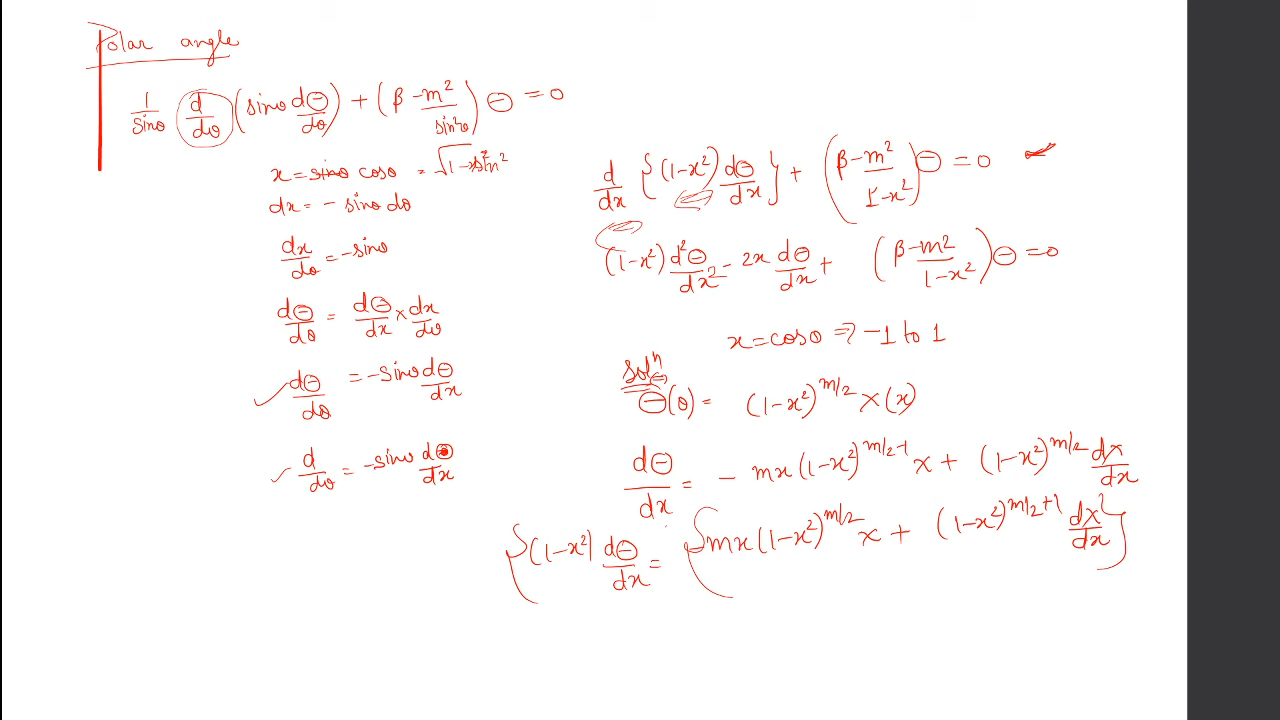 Polar angle
1/sinθ d/dθ (sinθ dΘ/dθ) + (β - m²/sin²θ) Θ = 0
x = cosθ = √1-x²
dx = - sinθ dθ
dx/dθ = -sinθ
dΘ/dθ = dΘ/dx × dx/dθ
dΘ/dθ = -sinθ dΘ/dx
d/dθ = -sinθ d/dx
d/dx {(1-x²) dΘ/dx} + (β - m²/1-x²) Θ = 0
(1-x²) d²Θ/dx² - 2x dΘ/dx + (β - m²/1-x²) Θ = 0
x = cosθ ⇒ -1 to 1
Solⁿ
Θ(θ) = (1-x²)^m/2 X(x)
dΘ/dx = - mx (1-x²)^m/2-1 X + (1-x²)^m/2 dX/dx
{(1-x²) dΘ/dx = {mx (1-x²)^m/2 X + (1-x²)^m/2+1 dX/dx}